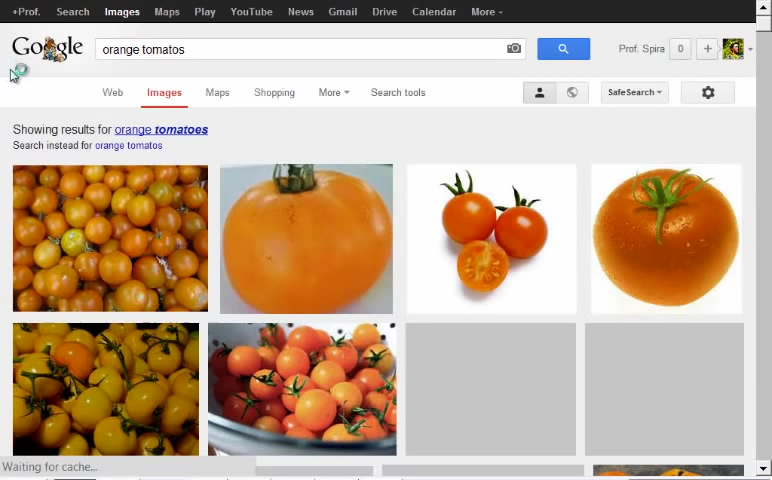 +Prof. Search Images Maps Play YouTube News Gmail Drive Calendar More
Google orange tomatos Prof. Spira 0 +
Web Images Maps Shopping More Search tools SafeSearch
Showing results for orange tomatoes
Search instead for orange tomatos
Waiting for cache...